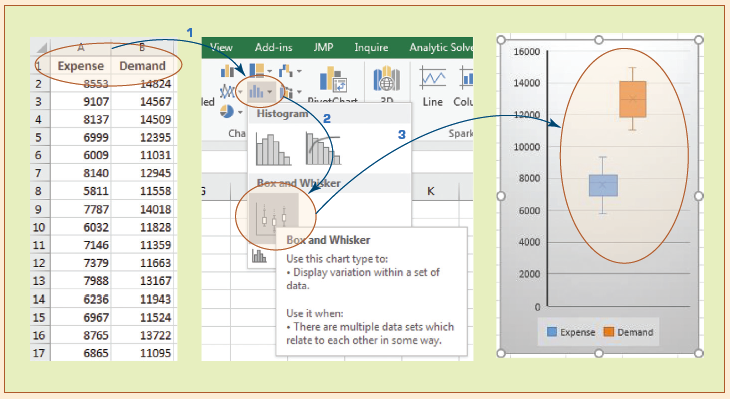 1
A B
1 Expense Demand
2 8553 14824
3 9107 14567
4 8137 14509
5 6999 12395
6 6009 11031
7 8140 12945
8 5811 11558
9 7787 14018
10 6032 11828
11 7146 11359
12 7379 11663
13 7988 13167
14 6236 11943
15 6967 11524
16 8765 13722
17 6865 11095
View Add-ins JMP Inquire Analytic Solve
led PivotChart 3D Line Colu
Cha Spark
2
3
Histogram
Box and Whisker
K
Box and Whisker
Use this chart type to:
• Display variation within a set of
data.
Use it when:
• There are multiple data sets which
relate to each other in some way.
16000
14000
12000
10000
8000
6000
4000
2000
0
Expense Demand